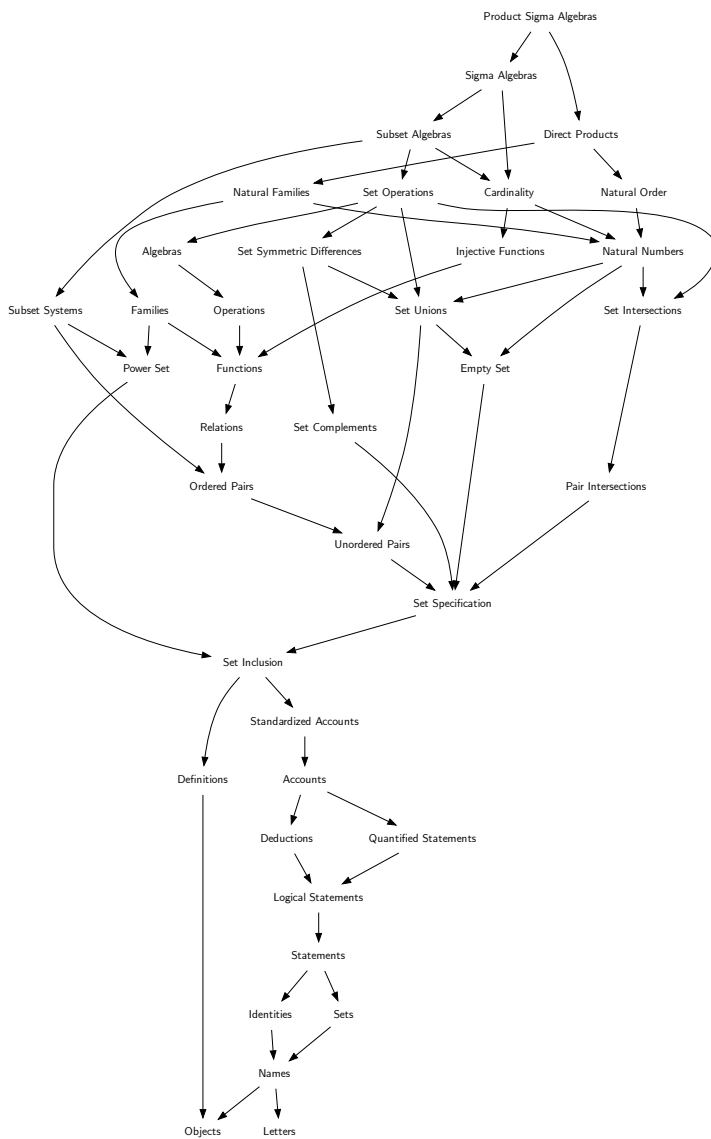 Product Sigma Algebras
Sigma Algebras
Subset Algebras
Direct Products
Natural Families
Set Operations
Cardinality
Natural Order
Algebras
Set Symmetric Differences
Injective Functions
Natural Numbers
Subset Systems
Families
Operations
Set Unions
Set Intersections
Power Set
Functions
Empty Set
Relations
Set Complements
Ordered Pairs
Pair Intersections
Unordered Pairs
Set Specification
Set Inclusion
Standardized Accounts
Definitions
Accounts
Deductions
Quantified Statements
Logical Statements
Statements
Identities
Sets
Names
Objects
Letters